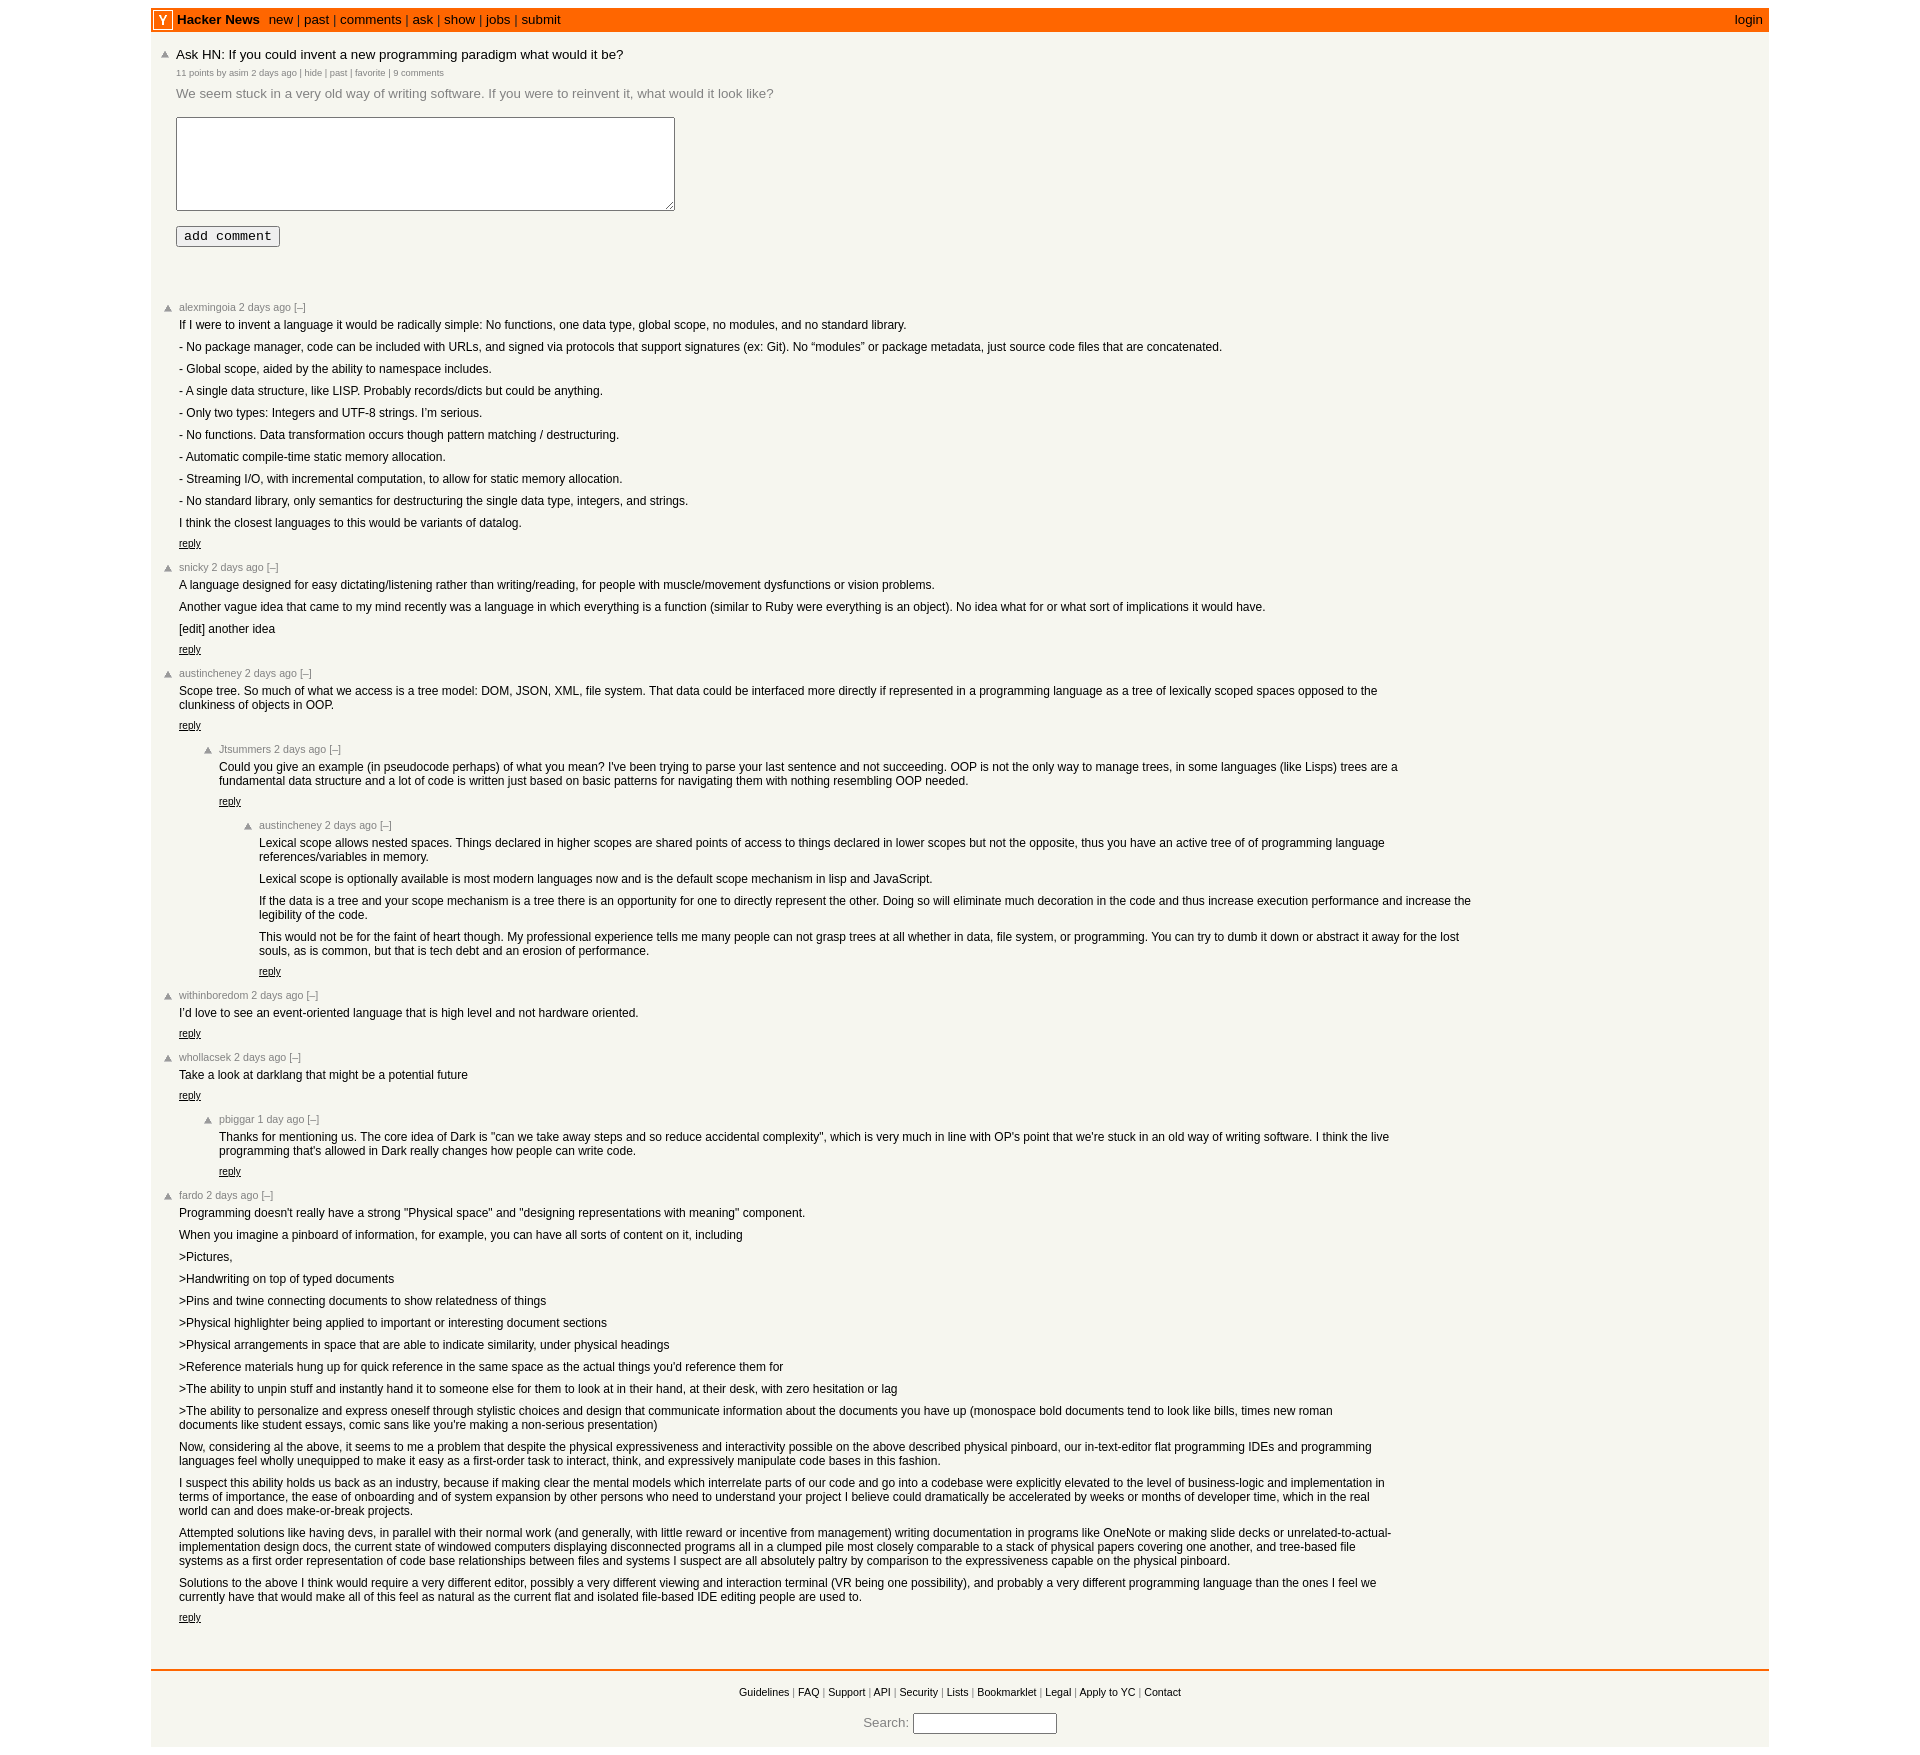 Y Hacker News new | past | comments | ask | show | jobs | submit login
Ask HN: If you could invent a new programming paradigm what would it be?
11 points by asim 2 days ago | hide | past | favorite | 9 comments
We seem stuck in a very old way of writing software. If you were to reinvent it, what would it look like?
add comment
alexmingoia 2 days ago [–]
If I were to invent a language it would be radically simple: No functions, one data type, global scope, no modules, and no standard library.
- No package manager, code can be included with URLs, and signed via protocols that support signatures (ex: Git). No “modules” or package metadata, just source code files that are concatenated.
- Global scope, aided by the ability to namespace includes.
- A single data structure, like LISP. Probably records/dicts but could be anything.
- Only two types: Integers and UTF-8 strings. I’m serious.
- No functions. Data transformation occurs though pattern matching / destructuring.
- Automatic compile-time static memory allocation.
- Streaming I/O, with incremental computation, to allow for static memory allocation.
- No standard library, only semantics for destructuring the single data type, integers, and strings.
I think the closest languages to this would be variants of datalog.
reply
snicky 2 days ago [–]
A language designed for easy dictating/listening rather than writing/reading, for people with muscle/movement dysfunctions or vision problems.
Another vague idea that came to my mind recently was a language in which everything is a function (similar to Ruby were everything is an object). No idea what for or what sort of implications it would have.
[edit] another idea
reply
austincheney 2 days ago [–]
Scope tree. So much of what we access is a tree model: DOM, JSON, XML, file system. That data could be interfaced more directly if represented in a programming language as a tree of lexically scoped spaces opposed to the
clunkiness of objects in OOP.
reply
Jtsummers 2 days ago [–]
Could you give an example (in pseudocode perhaps) of what you mean? I've been trying to parse your last sentence and not succeeding. OOP is not the only way to manage trees, in some languages (like Lisps) trees are a
fundamental data structure and a lot of code is written just based on basic patterns for navigating them with nothing resembling OOP needed.
reply
austincheney 2 days ago [–]
Lexical scope allows nested spaces. Things declared in higher scopes are shared points of access to things declared in lower scopes but not the opposite, thus you have an active tree of of programming language
references/variables in memory.
Lexical scope is optionally available is most modern languages now and is the default scope mechanism in lisp and JavaScript.
If the data is a tree and your scope mechanism is a tree there is an opportunity for one to directly represent the other. Doing so will eliminate much decoration in the code and thus increase execution performance and increase the
legibility of the code.
This would not be for the faint of heart though. My professional experience tells me many people can not grasp trees at all whether in data, file system, or programming. You can try to dumb it down or abstract it away for the lost
souls, as is common, but that is tech debt and an erosion of performance.
reply
withinboredom 2 days ago [–]
I’d love to see an event-oriented language that is high level and not hardware oriented.
reply
whollacsek 2 days ago [–]
Take a look at darklang that might be a potential future
reply
pbiggar 1 day ago [–]
Thanks for mentioning us. The core idea of Dark is "can we take away steps and so reduce accidental complexity", which is very much in line with OP's point that we're stuck in an old way of writing software. I think the live
programming that's allowed in Dark really changes how people can write code.
reply
fardo 2 days ago [–]
Programming doesn't really have a strong "Physical space" and "designing representations with meaning" component.
When you imagine a pinboard of information, for example, you can have all sorts of content on it, including
>Pictures,
>Handwriting on top of typed documents
>Pins and twine connecting documents to show relatedness of things
>Physical highlighter being applied to important or interesting document sections
>Physical arrangements in space that are able to indicate similarity, under physical headings
>Reference materials hung up for quick reference in the same space as the actual things you'd reference them for
>The ability to unpin stuff and instantly hand it to someone else for them to look at in their hand, at their desk, with zero hesitation or lag
>The ability to personalize and express oneself through stylistic choices and design that communicate information about the documents you have up (monospace bold documents tend to look like bills, times new roman
documents like student essays, comic sans like you're making a non-serious presentation)
Now, considering al the above, it seems to me a problem that despite the physical expressiveness and interactivity possible on the above described physical pinboard, our in-text-editor flat programming IDEs and programming
languages feel wholly unequipped to make it easy as a first-order task to interact, think, and expressively manipulate code bases in this fashion.
I suspect this ability holds us back as an industry, because if making clear the mental models which interrelate parts of our code and go into a codebase were explicitly elevated to the level of business-logic and implementation in
terms of importance, the ease of onboarding and of system expansion by other persons who need to understand your project I believe could dramatically be accelerated by weeks or months of developer time, which in the real
world can and does make-or-break projects.
Attempted solutions like having devs, in parallel with their normal work (and generally, with little reward or incentive from management) writing documentation in programs like OneNote or making slide decks or unrelated-to-actual-
implementation design docs, the current state of windowed computers displaying disconnected programs all in a clumped pile most closely comparable to a stack of physical papers covering one another, and tree-based file
systems as a first order representation of code base relationships between files and systems I suspect are all absolutely paltry by comparison to the expressiveness capable on the physical pinboard.
Solutions to the above I think would require a very different editor, possibly a very different viewing and interaction terminal (VR being one possibility), and probably a very different programming language than the ones I feel we
currently have that would make all of this feel as natural as the current flat and isolated file-based IDE editing people are used to.
reply
Guidelines | FAQ | Support | API | Security | Lists | Bookmarklet | Legal | Apply to YC | Contact
Search: